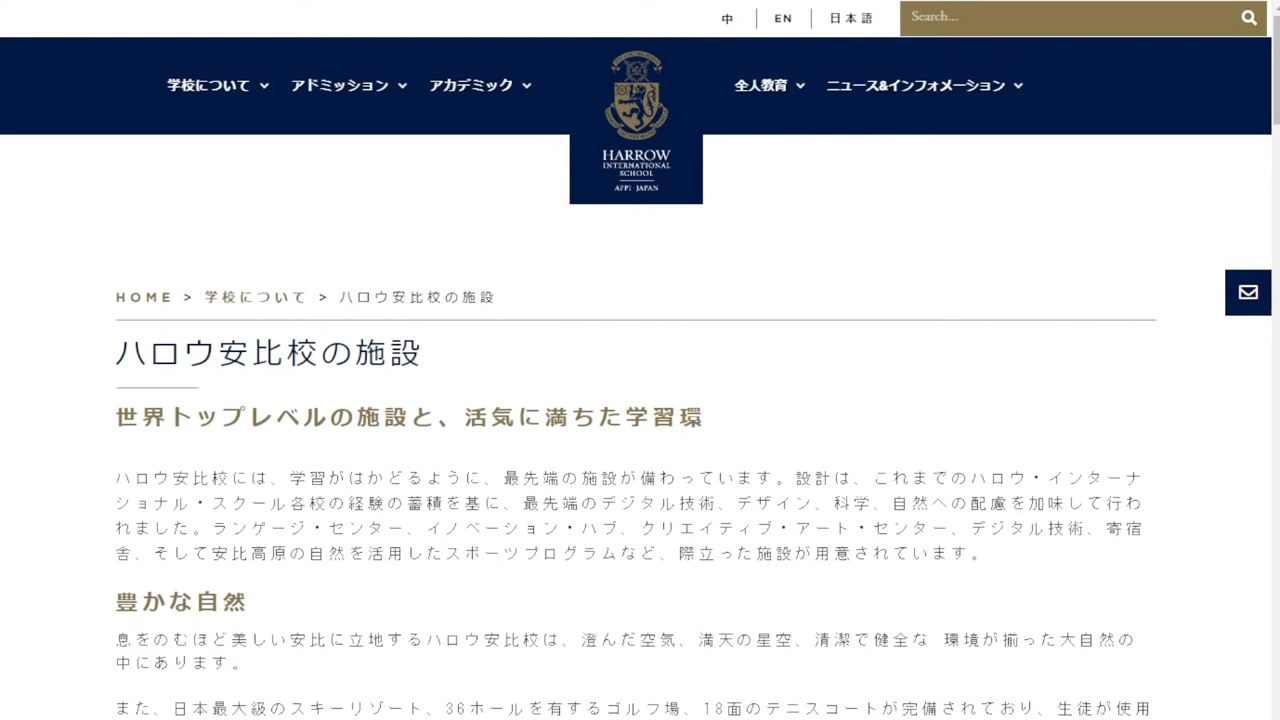 中
EN
日本語
Search...
学校について
アドミッション
アカデミック
全人教育
ニュース&インフォメーション
HARROW
INTERNATIONAL
SCHOOL
APPI · JAPAN
HOME > 学校について > ハロウ安比校の施設
ハロウ安比校の施設
世界トップレベルの施設と、活気に満ちた学習環
ハロウ安比校には、学習がはかどるように、最先端の施設が備わっています。設計は、これまでのハロウ・インターナ
ショナル・スクール各校の経験の蓄積を基に、最先端のデジタル技術、デザイン、科学、自然への配慮を加味して行わ
れました。ランゲージ・センター、イノベーション・ハブ、クリエイティブ・アート・センター、デジタル技術、寄宿
舎、そして安比高原の自然を活用したスポーツプログラムなど、際立った施設が用意されています。
豊かな自然
息をのむほど美しい安比に立地するハロウ安比校は、澄んだ空気、満天の星空、清潔で健全な 環境が揃った大自然の
中にあります。
また、日本最大級のスキーリゾート、36ホールを有するゴルフ場、18面のテニスコートが完備されており、生徒が使用